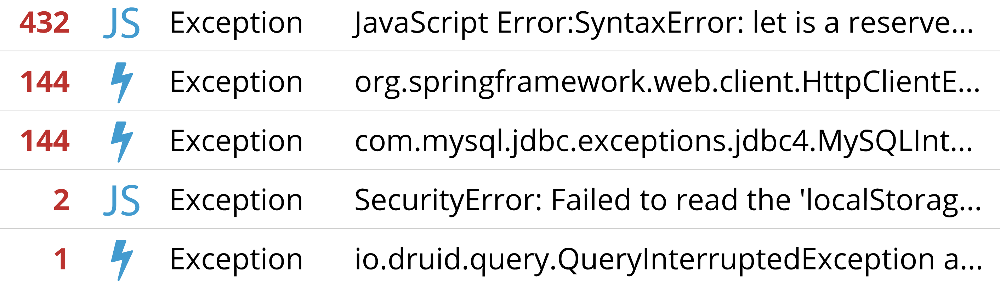 432 JS Exception JavaScript Error:SyntaxError: let is a reserve...
144 Exception org.springframework.web.client.HttpClientE...
144 Exception com.mysql.jdbc.exceptions.jdbc4.MySQLInt...
2 JS Exception SecurityError: Failed to read the 'localStorag...
1 Exception io.druid.query.QueryInterruptedException a...